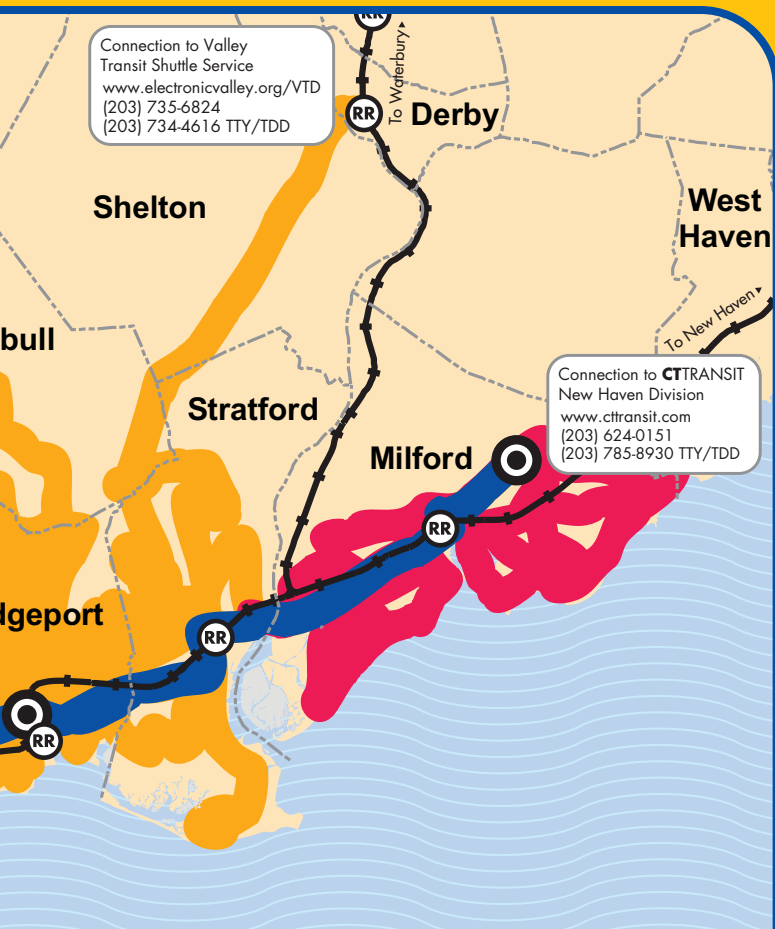 RR
Connection to Valley
Transit Shuttle Service
www.electronicvalley.org/VTD
(203) 735-6824
(203) 734-4616 TTY/TDD
To Waterbury
RR
Derby
Shelton
West
Haven
To New Haven
bull
Connection to CTTRANSIT
New Haven Division
www.cttransit.com
(203) 624-0151
(203) 785-8930 TTY/TDD
Stratford
Milford
RR
dgeport
RR
RR